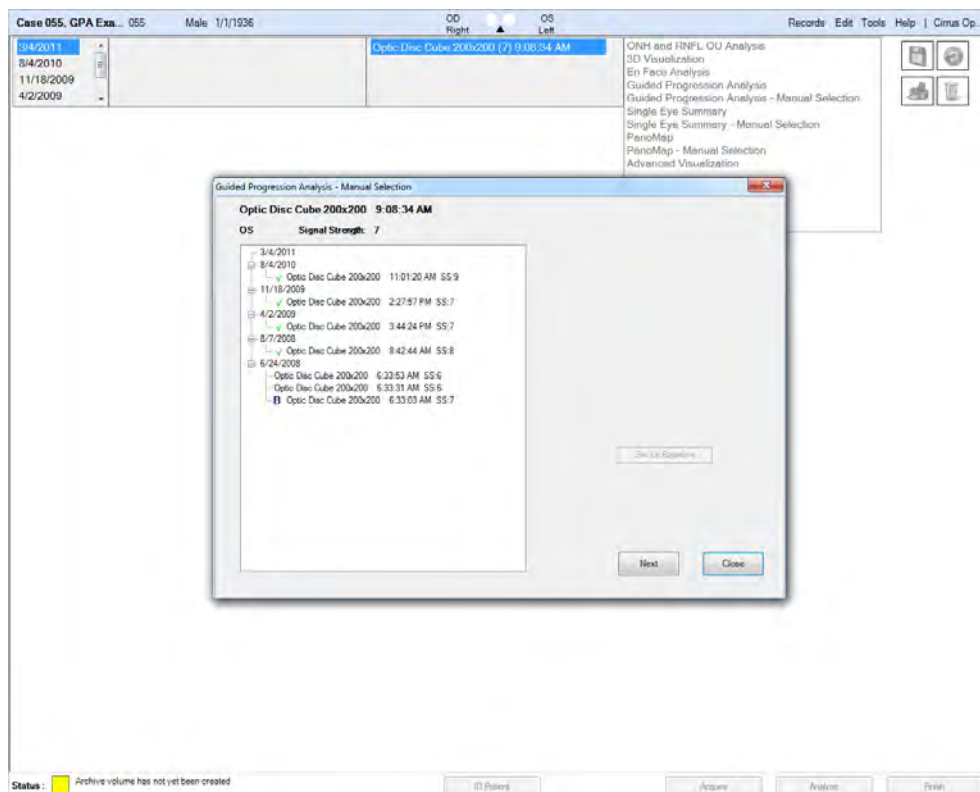 Case 055, GPA Exa... 055 Male 1/1/1936 OD OS Records Edit Tools Help | Cirrus Op...
Right ▲ Left
3/4/2011
8/4/2010
11/18/2009
4/2/2009
Optic Disc Cube 200x200 (7) 9:08:34 AM
ONH and RNFL OU Analysis
3D Visualization
En Face Analysis
Guided Progression Analysis
Guided Progression Analysis - Manual Selection
Single Eye Summary
Single Eye Summary - Manual Selection
PanoMap
PanoMap - Manual Selection
Advanced Visualization
Guided Progression Analysis - Manual Selection
Optic Disc Cube 200x200 9:08:34 AM
OS Signal Strength: 7
3/4/2011
8/4/2010
Optic Disc Cube 200x200 11:01:20 AM SS:9
11/18/2009
Optic Disc Cube 200x200 2:27:57 PM SS:7
4/2/2009
Optic Disc Cube 200x200 3:44:24 PM SS:7
8/7/2008
Optic Disc Cube 200x200 8:42:44 AM SS:8
6/24/2008
Optic Disc Cube 200x200 6:33:53 AM SS:6
Optic Disc Cube 200x200 6:33:31 AM SS:6
B Optic Disc Cube 200x200 6:33:03 AM SS:7
Set as Baseline
Next Close
Status : Archive volume has not yet been created ID Patient Acquire Analyze Finish